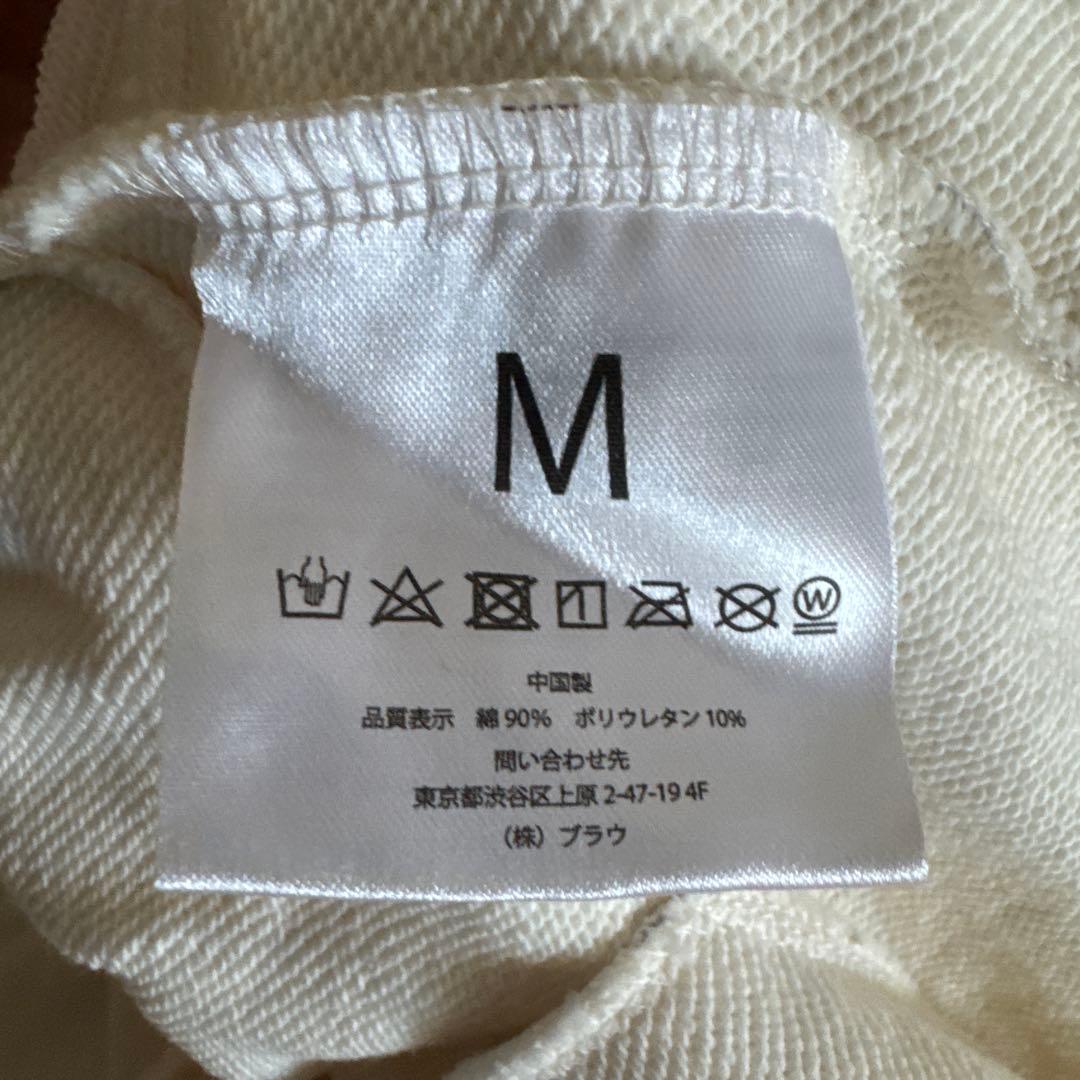 M
W
中国製
品質表示 綿 90% ポリウレタン 10%
問い合わせ先
東京都渋谷区上原 2-47-19 4F
（株）ブラウ